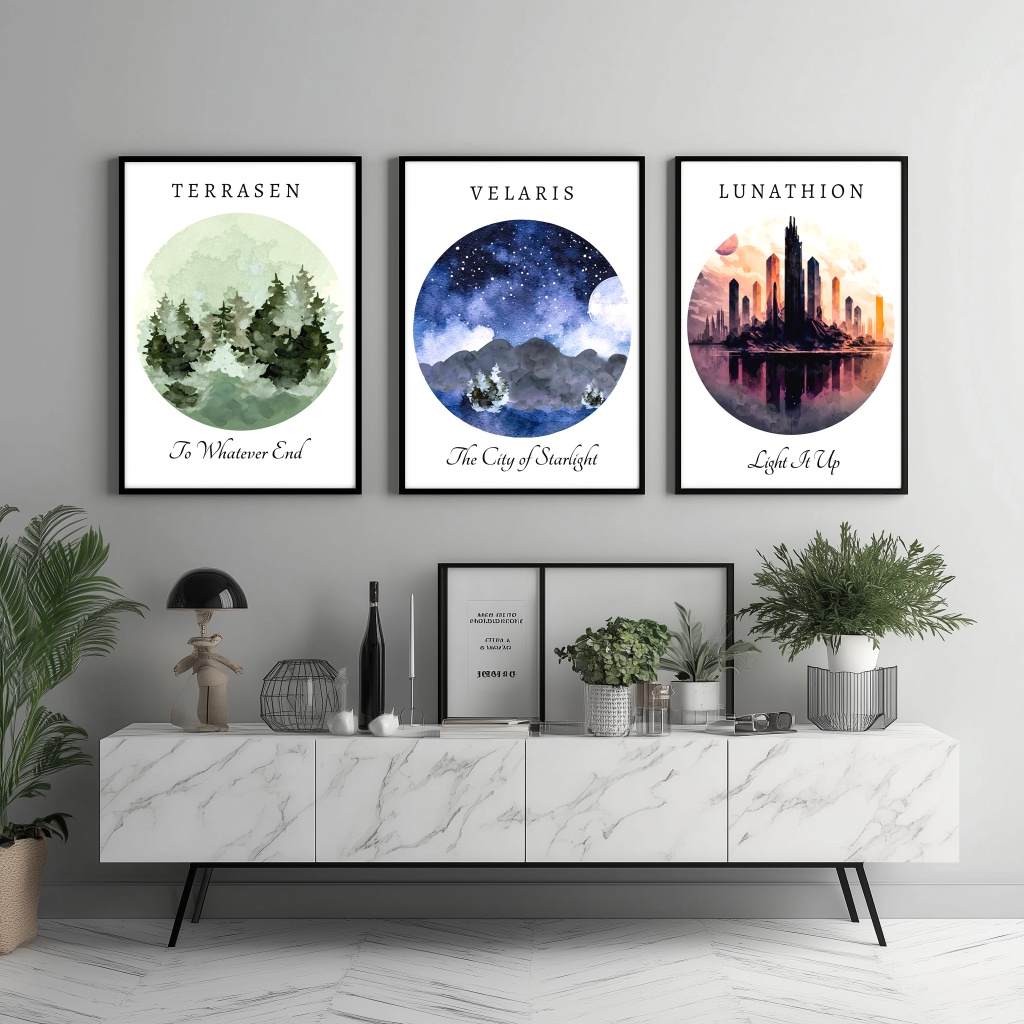 TERRASEN
To Whatever End
VELARIS
The City of Starlight
LUNATHION
Light It Up